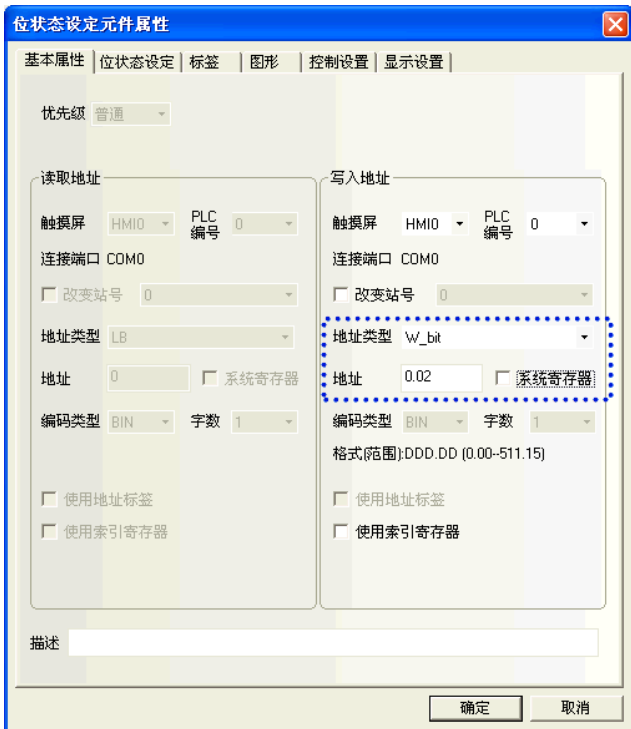 位状态设定元件属性
基本属性 位状态设定 标签 图形 控制设置 显示设置
优先级 普通
读取地址
触摸屏 HMI0 PLC编号 0
连接端口 COM0
改变站号 0
地址类型 LB
地址 0 系统寄存器
编码类型 BIN 字数 1
使用地址标签
使用索引寄存器
写入地址
触摸屏 HMI0 PLC编号 0
连接端口 COM0
改变站号 0
地址类型 W_bit
地址 0.02 系统寄存器
编码类型 BIN 字数 1
格式(范围):DDD.DD (0.00--511.15)
使用地址标签
使用索引寄存器
描述
确定 取消